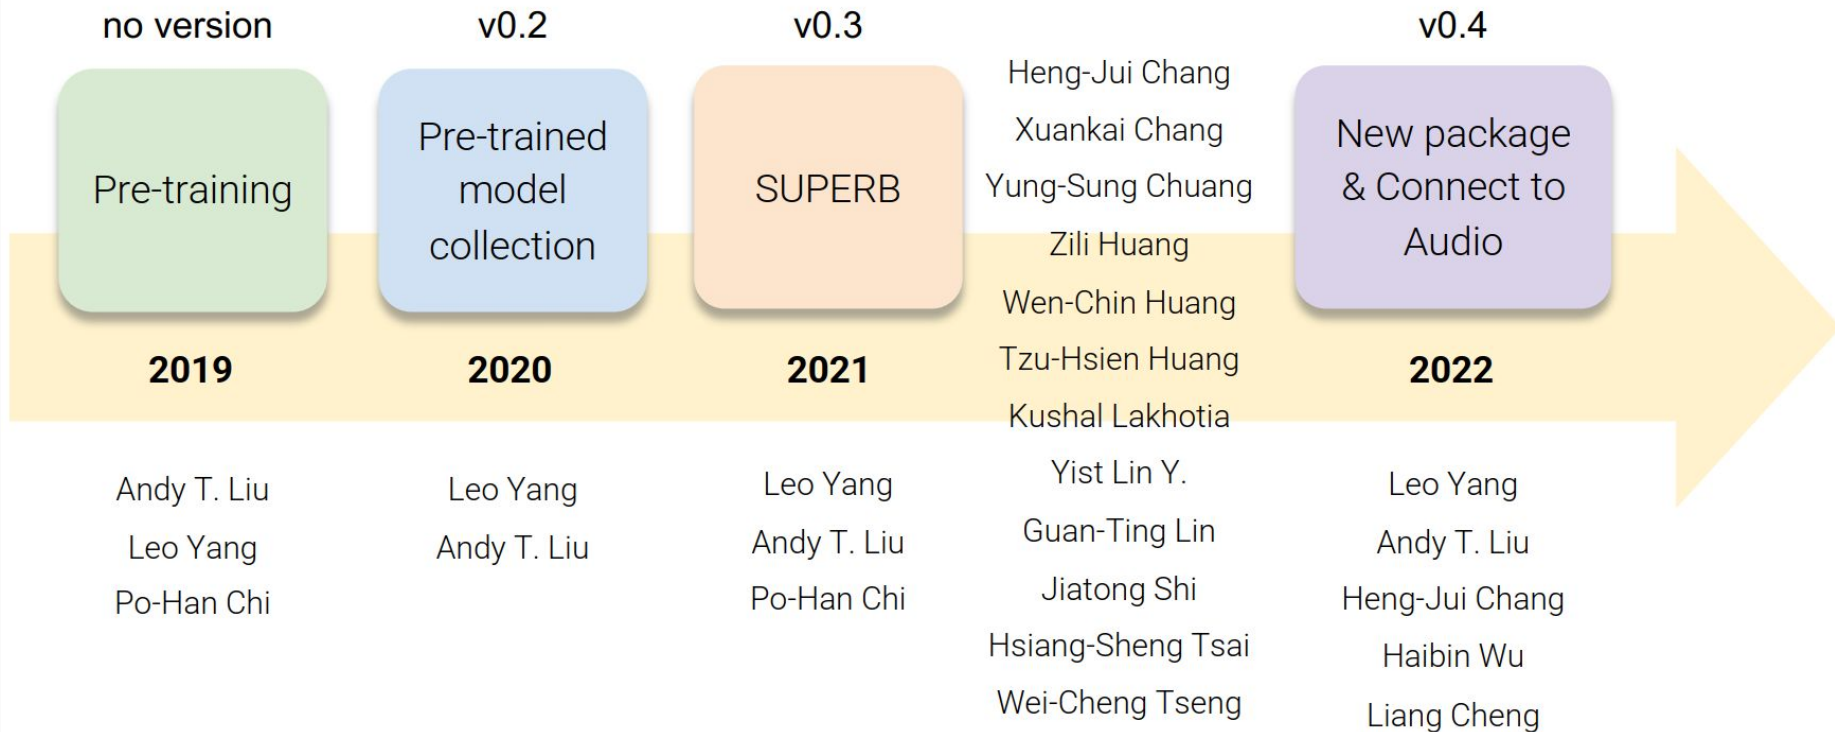 no version
Pre-training
2019
Andy T. Liu
Leo Yang
Po-Han Chi
v0.2
Pre-trained
model
collection
2020
Leo Yang
Andy T. Liu
v0.3
SUPERB
2021
Leo Yang
Andy T. Liu
Po-Han Chi
Heng-Jui Chang
Xuankai Chang
Yung-Sung Chuang
Zili Huang
Wen-Chin Huang
Tzu-Hsien Huang
Kushal Lakhotia
Yist Lin Y.
Guan-Ting Lin
Jiatong Shi
Hsiang-Sheng Tsai
Wei-Cheng Tseng
v0.4
New package
& Connect to
Audio
2022
Leo Yang
Andy T. Liu
Heng-Jui Chang
Haibin Wu
Liang Cheng